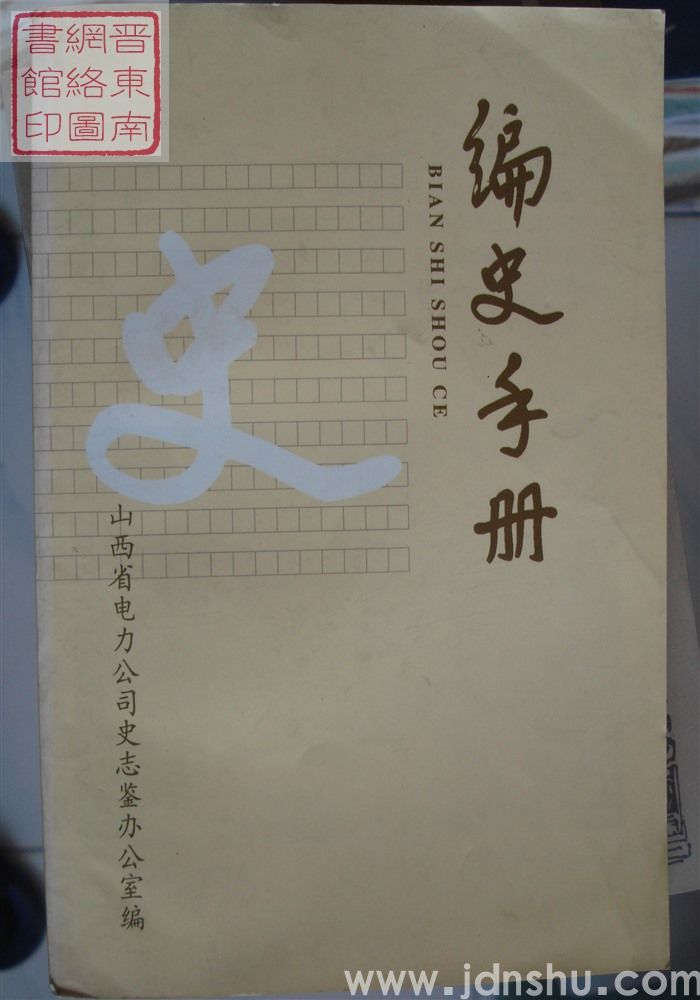 晋東南
網絡圖
書館印
编史手册
BIAN SHI SHOU CE
史
山西省电力公司史志鉴办公室编
www.jdnshu.com